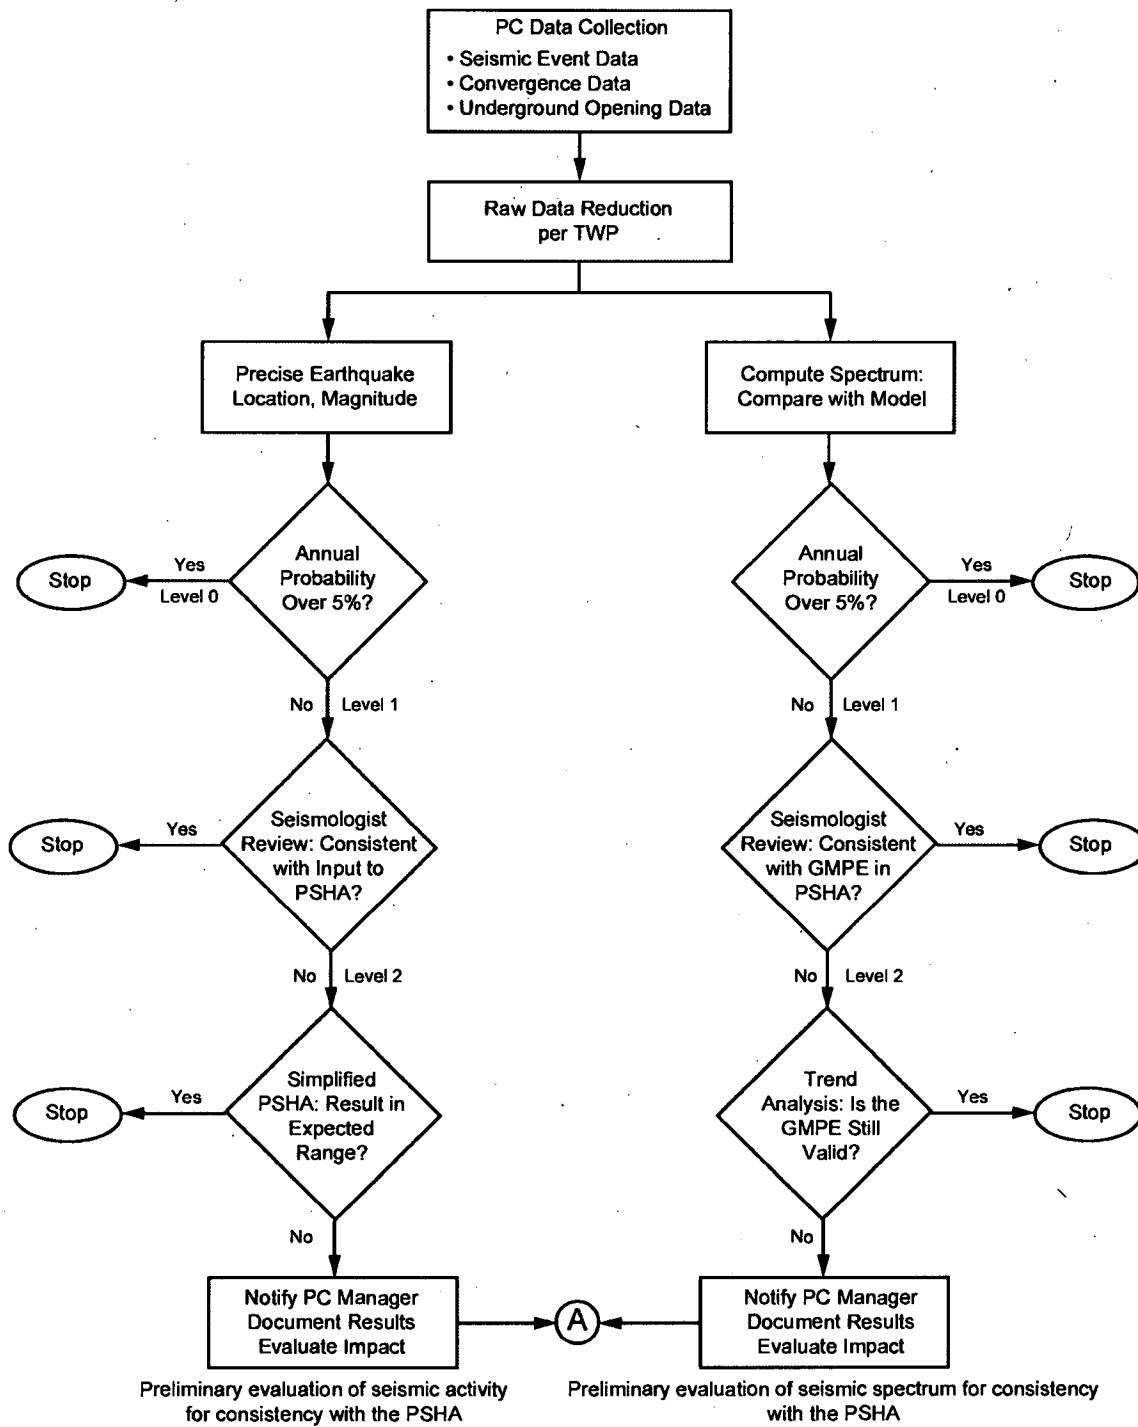 PC Data Collection
• Seismic Event Data
• Convergence Data
• Underground Opening Data
Raw Data Reduction
per TWP
Precise Earthquake
Location, Magnitude
Compute Spectrum:
Compare with Model
Annual
Probability
Over 5%?
Yes
Level 0
Stop
Annual
Probability
Over 5%?
Yes
Level 0
Stop
No
Level 1
No
Level 1
Seismologist
Review: Consistent
with Input to
PSHA?
Yes
Stop
Seismologist
Review: Consistent
with GMPE in
PSHA?
Yes
Stop
No
Level 2
No
Level 2
Simplified
PSHA: Result in
Expected
Range?
Yes
Stop
Trend
Analysis: Is the
GMPE Still
Valid?
Yes
Stop
No
No
Notify PC Manager
Document Results
Evaluate Impact
A
Notify PC Manager
Document Results
Evaluate Impact
Preliminary evaluation of seismic activity
for consistency with the PSHA
Preliminary evaluation of seismic spectrum for consistency
with the PSHA